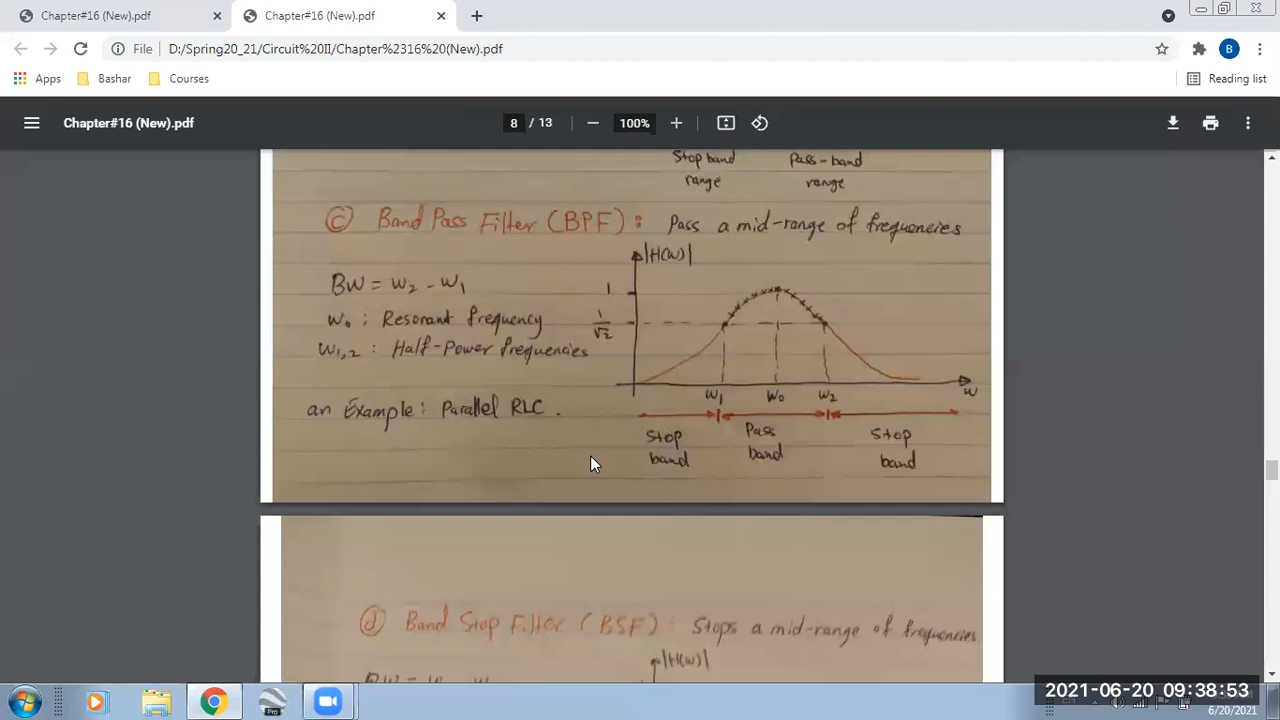 Chapter#16 (New).pdf
Chapter#16 (New).pdf
File
D:/Spring20_21/Circuit%20II/Chapter%2316%20(New).pdf
B
Apps
Bashar
Courses
Reading list
Chapter#16 (New).pdf
8 / 13
100%
Stop band
range
Pass-band
range
(c) Band Pass Filter (BPF): Pass a mid-range of frequencies
|H(w)|
BW = w2 - w1
w0 : Resonant frequency
w1,2 : Half-Power frequencies
an Example: Parallel RLC.
1
1/√2
w1 w0 w2 w
Stop
band
Pass
band
Stop
band
(d) Band Stop Filter (BSF): Stops a mid-range of frequencies
|H(w)|
Pro
2021-06-20 09:38:53
6/20/2021